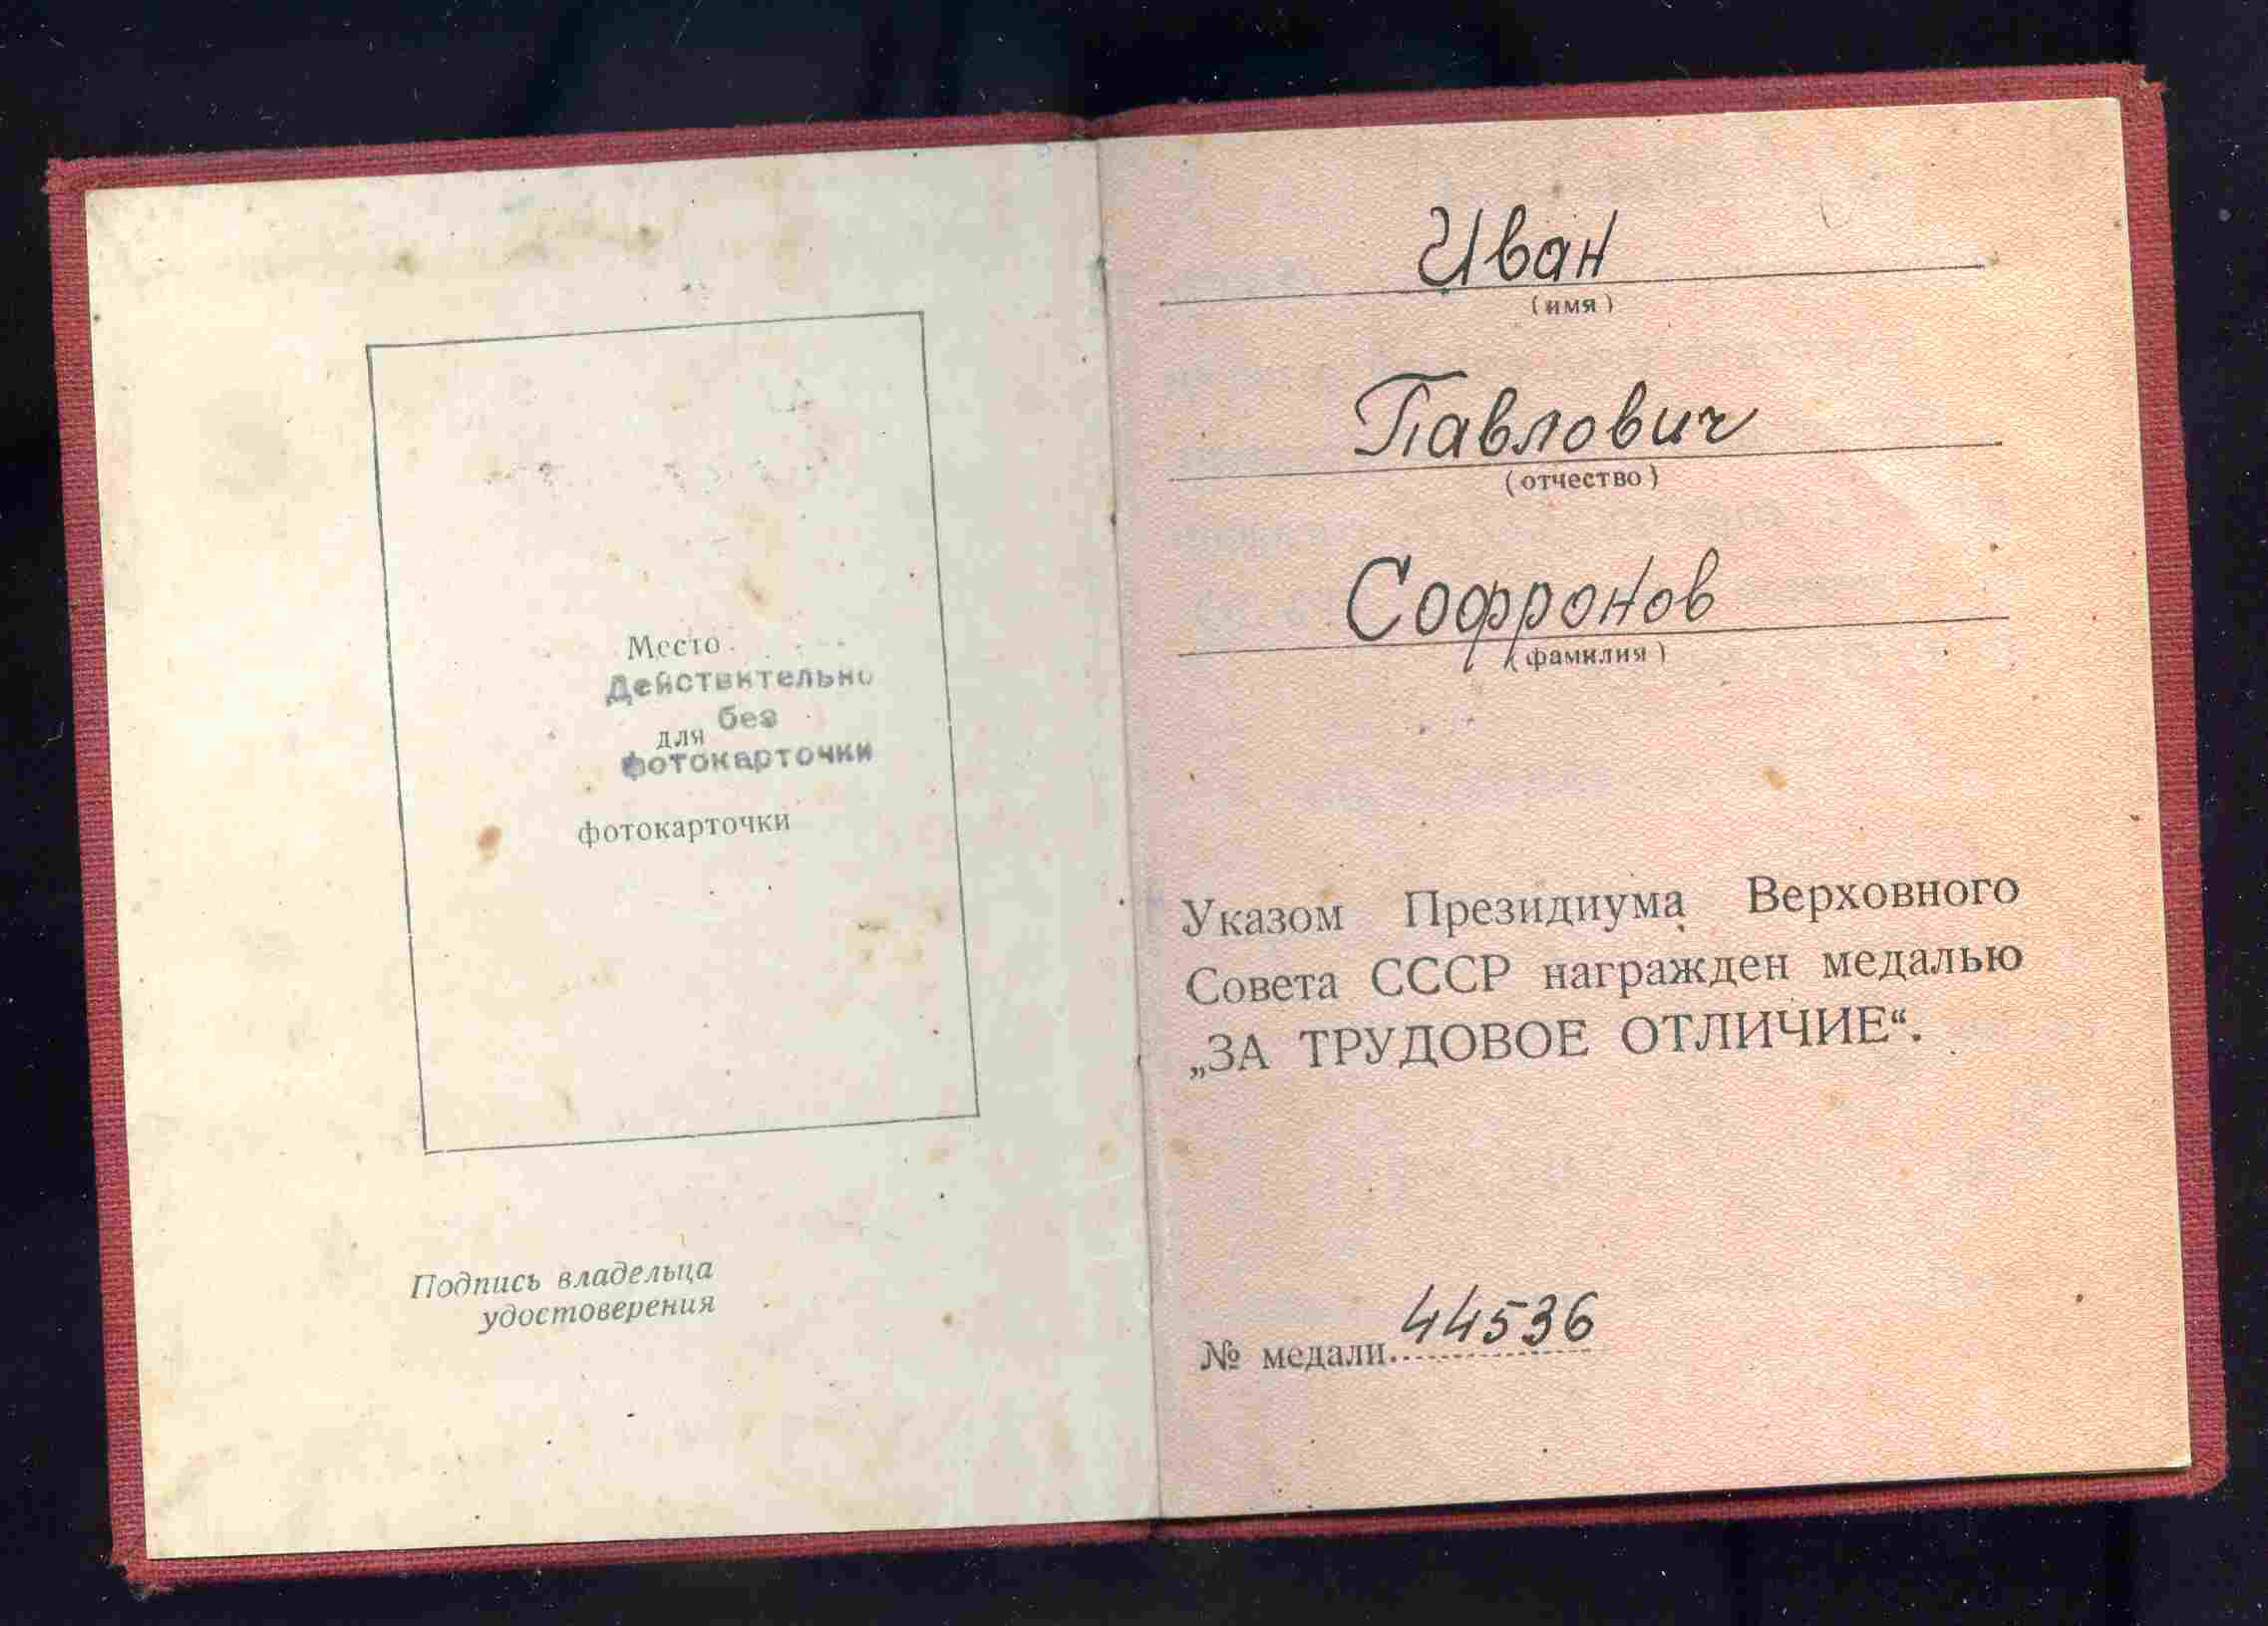 Место
Действительно
без
для
фотокарточки
фотокарточки
Подпись владельца
удостоверения
Иван
(имя)
Павлович
(отчество)
Софронов
(фамилия)
Указом Президиума Верховного
Совета СССР награжден медалью
„ЗА ТРУДОВОЕ ОТЛИЧИЕ“.
№ медали 44536